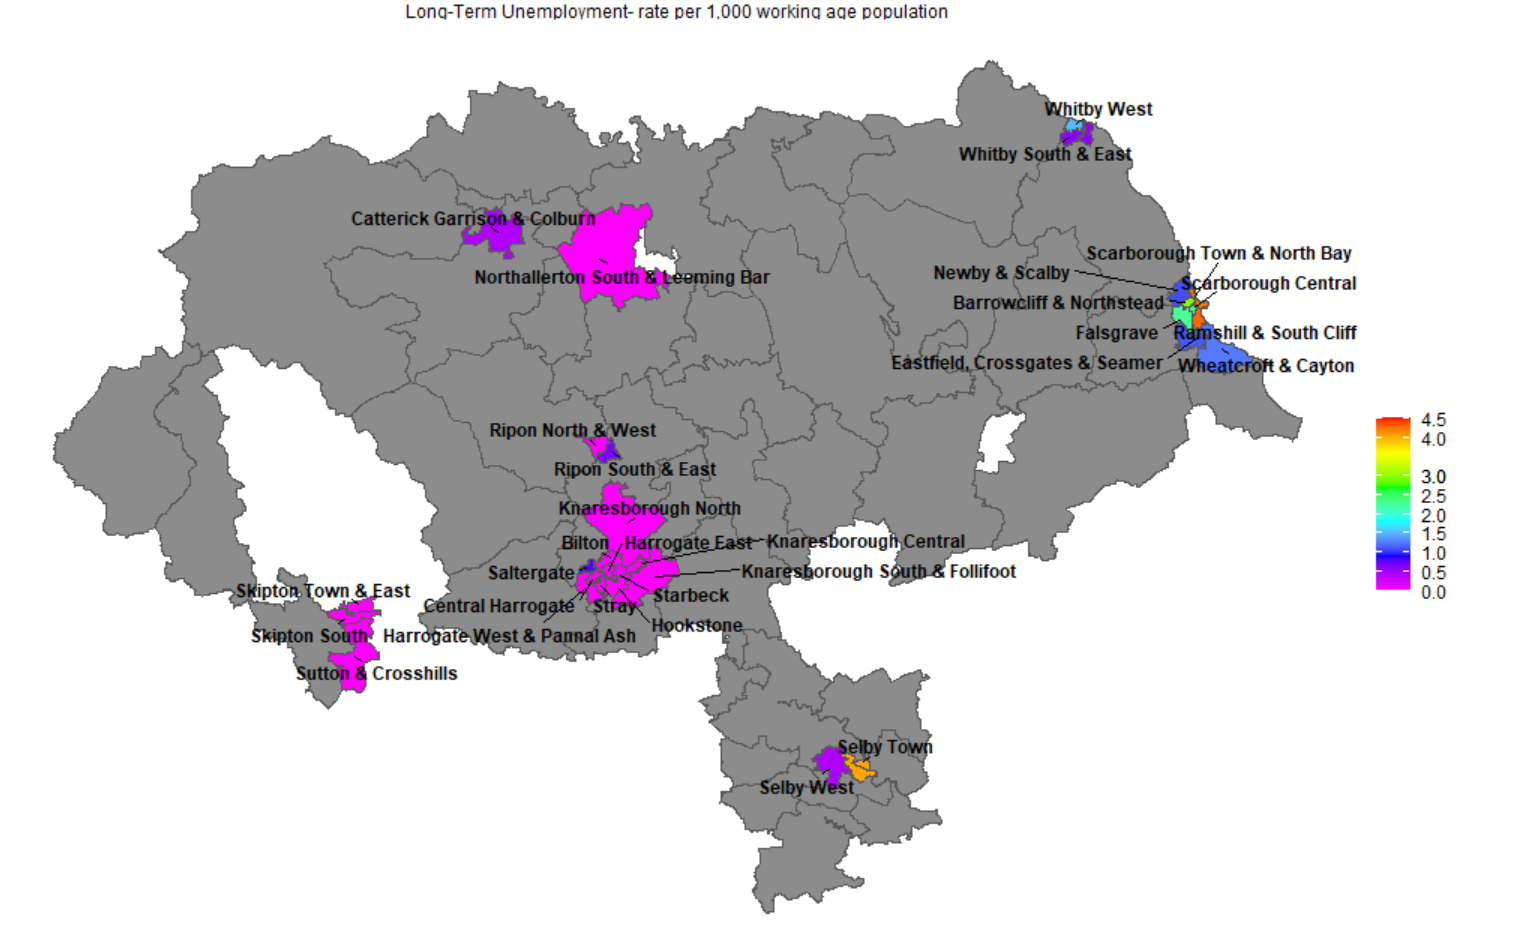 Long-Term Unemployment- rate per 1,000 working age population
Whitby West
Whitby South & East
Catterick Garrison & Colburn
Northallerton South & Leeming Bar
Scarborough Town & North Bay
Newby & Scalby
Scarborough Central
Barrowcliff & Northstead
Falsgrave
Ramshill & South Cliff
Eastfield, Crossgates & Seamer
Wheatcroft & Cayton
4.5
4.0
3.0
2.5
2.0
1.5
1.0
0.5
0.0
Ripon North & West
Ripon South & East
Knaresborough North
Bilton
Harrogate East
Knaresborough Central
Saltergate
Knaresborough South & Follifoot
Skipton Town & East
Starbeck
Central Harrogate
Stray
Hookstone
Skipton South
Harrogate West & Pannal Ash
Sutton & Crosshills
Selby Town
Selby West